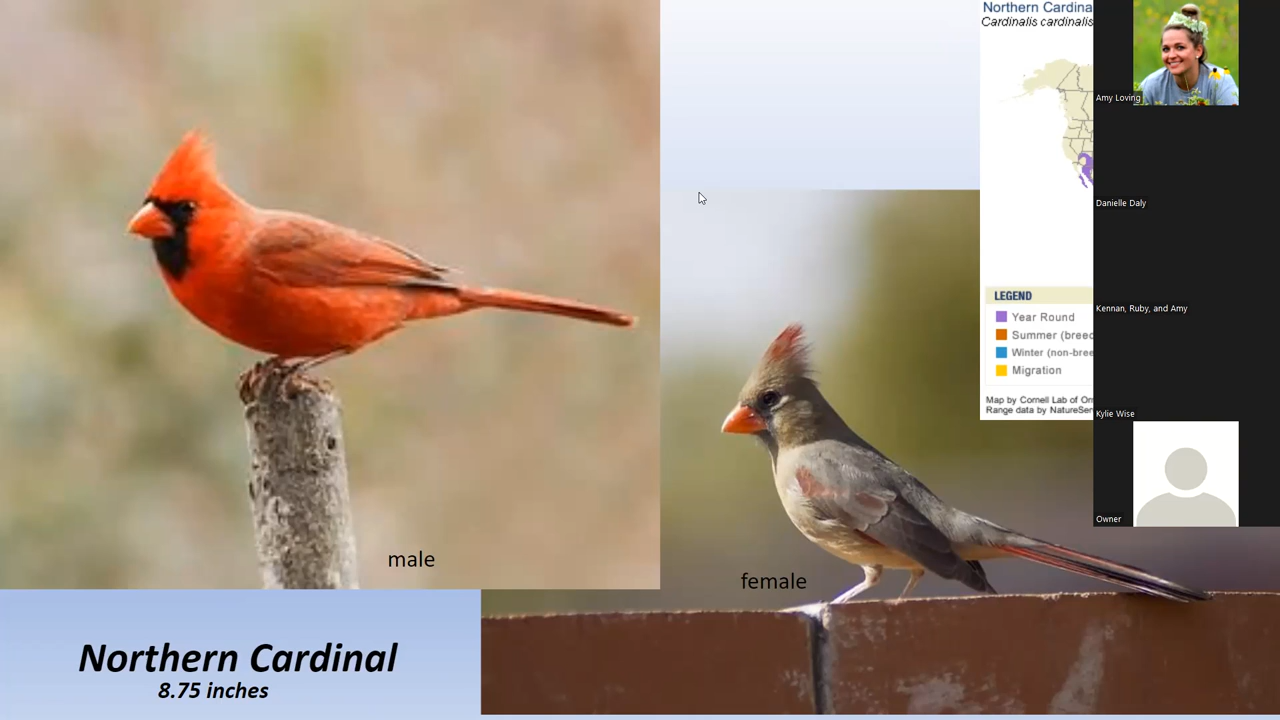 male
Northern Cardinal
8.75 inches
female
Northern Cardina
Cardinalis cardinalis
LEGEND
Year Round
Summer (breed
Winter (non-bree
Migration
Map by Cornell Lab of Orn
Range data by NatureSer
Amy Loving
Danielle Daly
Kennan, Ruby, and Amy
Kylie Wise
Owner